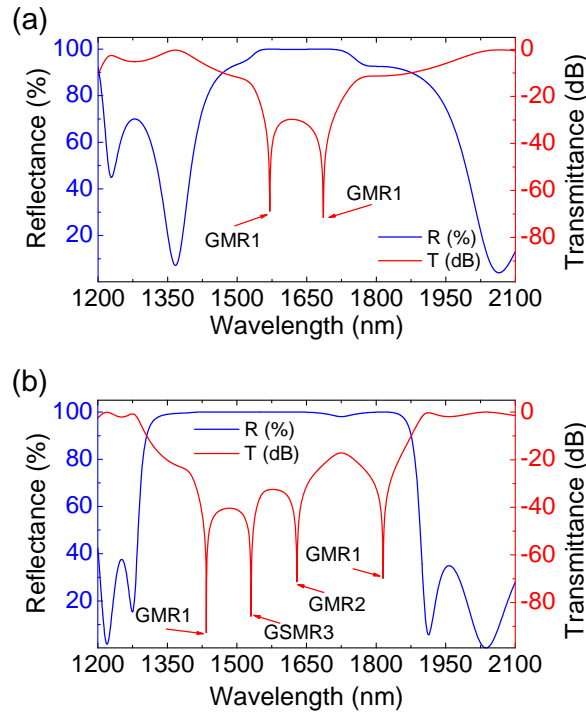 (a)
100
80
60
40
20
Reflectance (%)
0
-20
-40
-60
-80
Transmittance (dB)
GMR1
GMR1
R (%)
T (dB)
1200 1350 1500 1650 1800 1950 2100
Wavelength (nm)
(b)
100
80
60
40
20
Reflectance (%)
0
-20
-40
-60
-80
Transmittance (dB)
R (%)
T (dB)
GMR1
GMR1
GMR2
GSMR3
1200 1350 1500 1650 1800 1950 2100
Wavelength (nm)